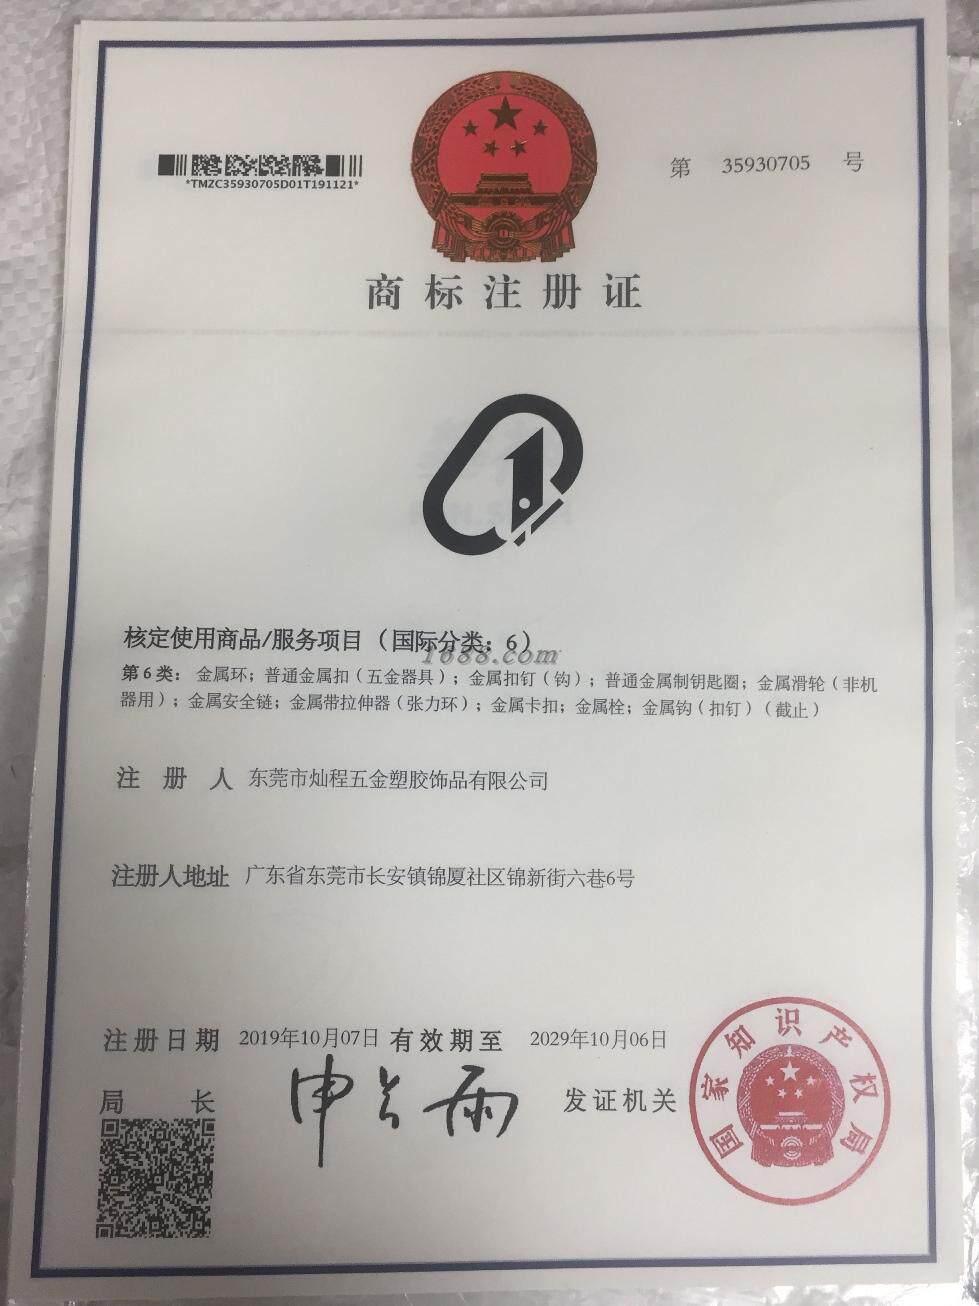 第 35930705 号
*TMZC35930705D01T191121*
商标注册证
核定使用商品/服务项目（国际分类：6）
1688.com
第6类：金属环；普通金属扣（五金器具）；金属扣钉（钩）；普通金属制钥匙圈；金属滑轮（非机
器用）；金属安全链；金属带拉伸器（张力环）；金属卡扣；金属栓；金属钩（扣钉）（截止）
注册人 东莞市灿程五金塑胶饰品有限公司
注册人地址 广东省东莞市长安镇锦厦社区锦新街六巷6号
注册日期 2019年10月07日 有效期至 2029年10月06日
局长 申长雨 发证机关
国家知识产权局